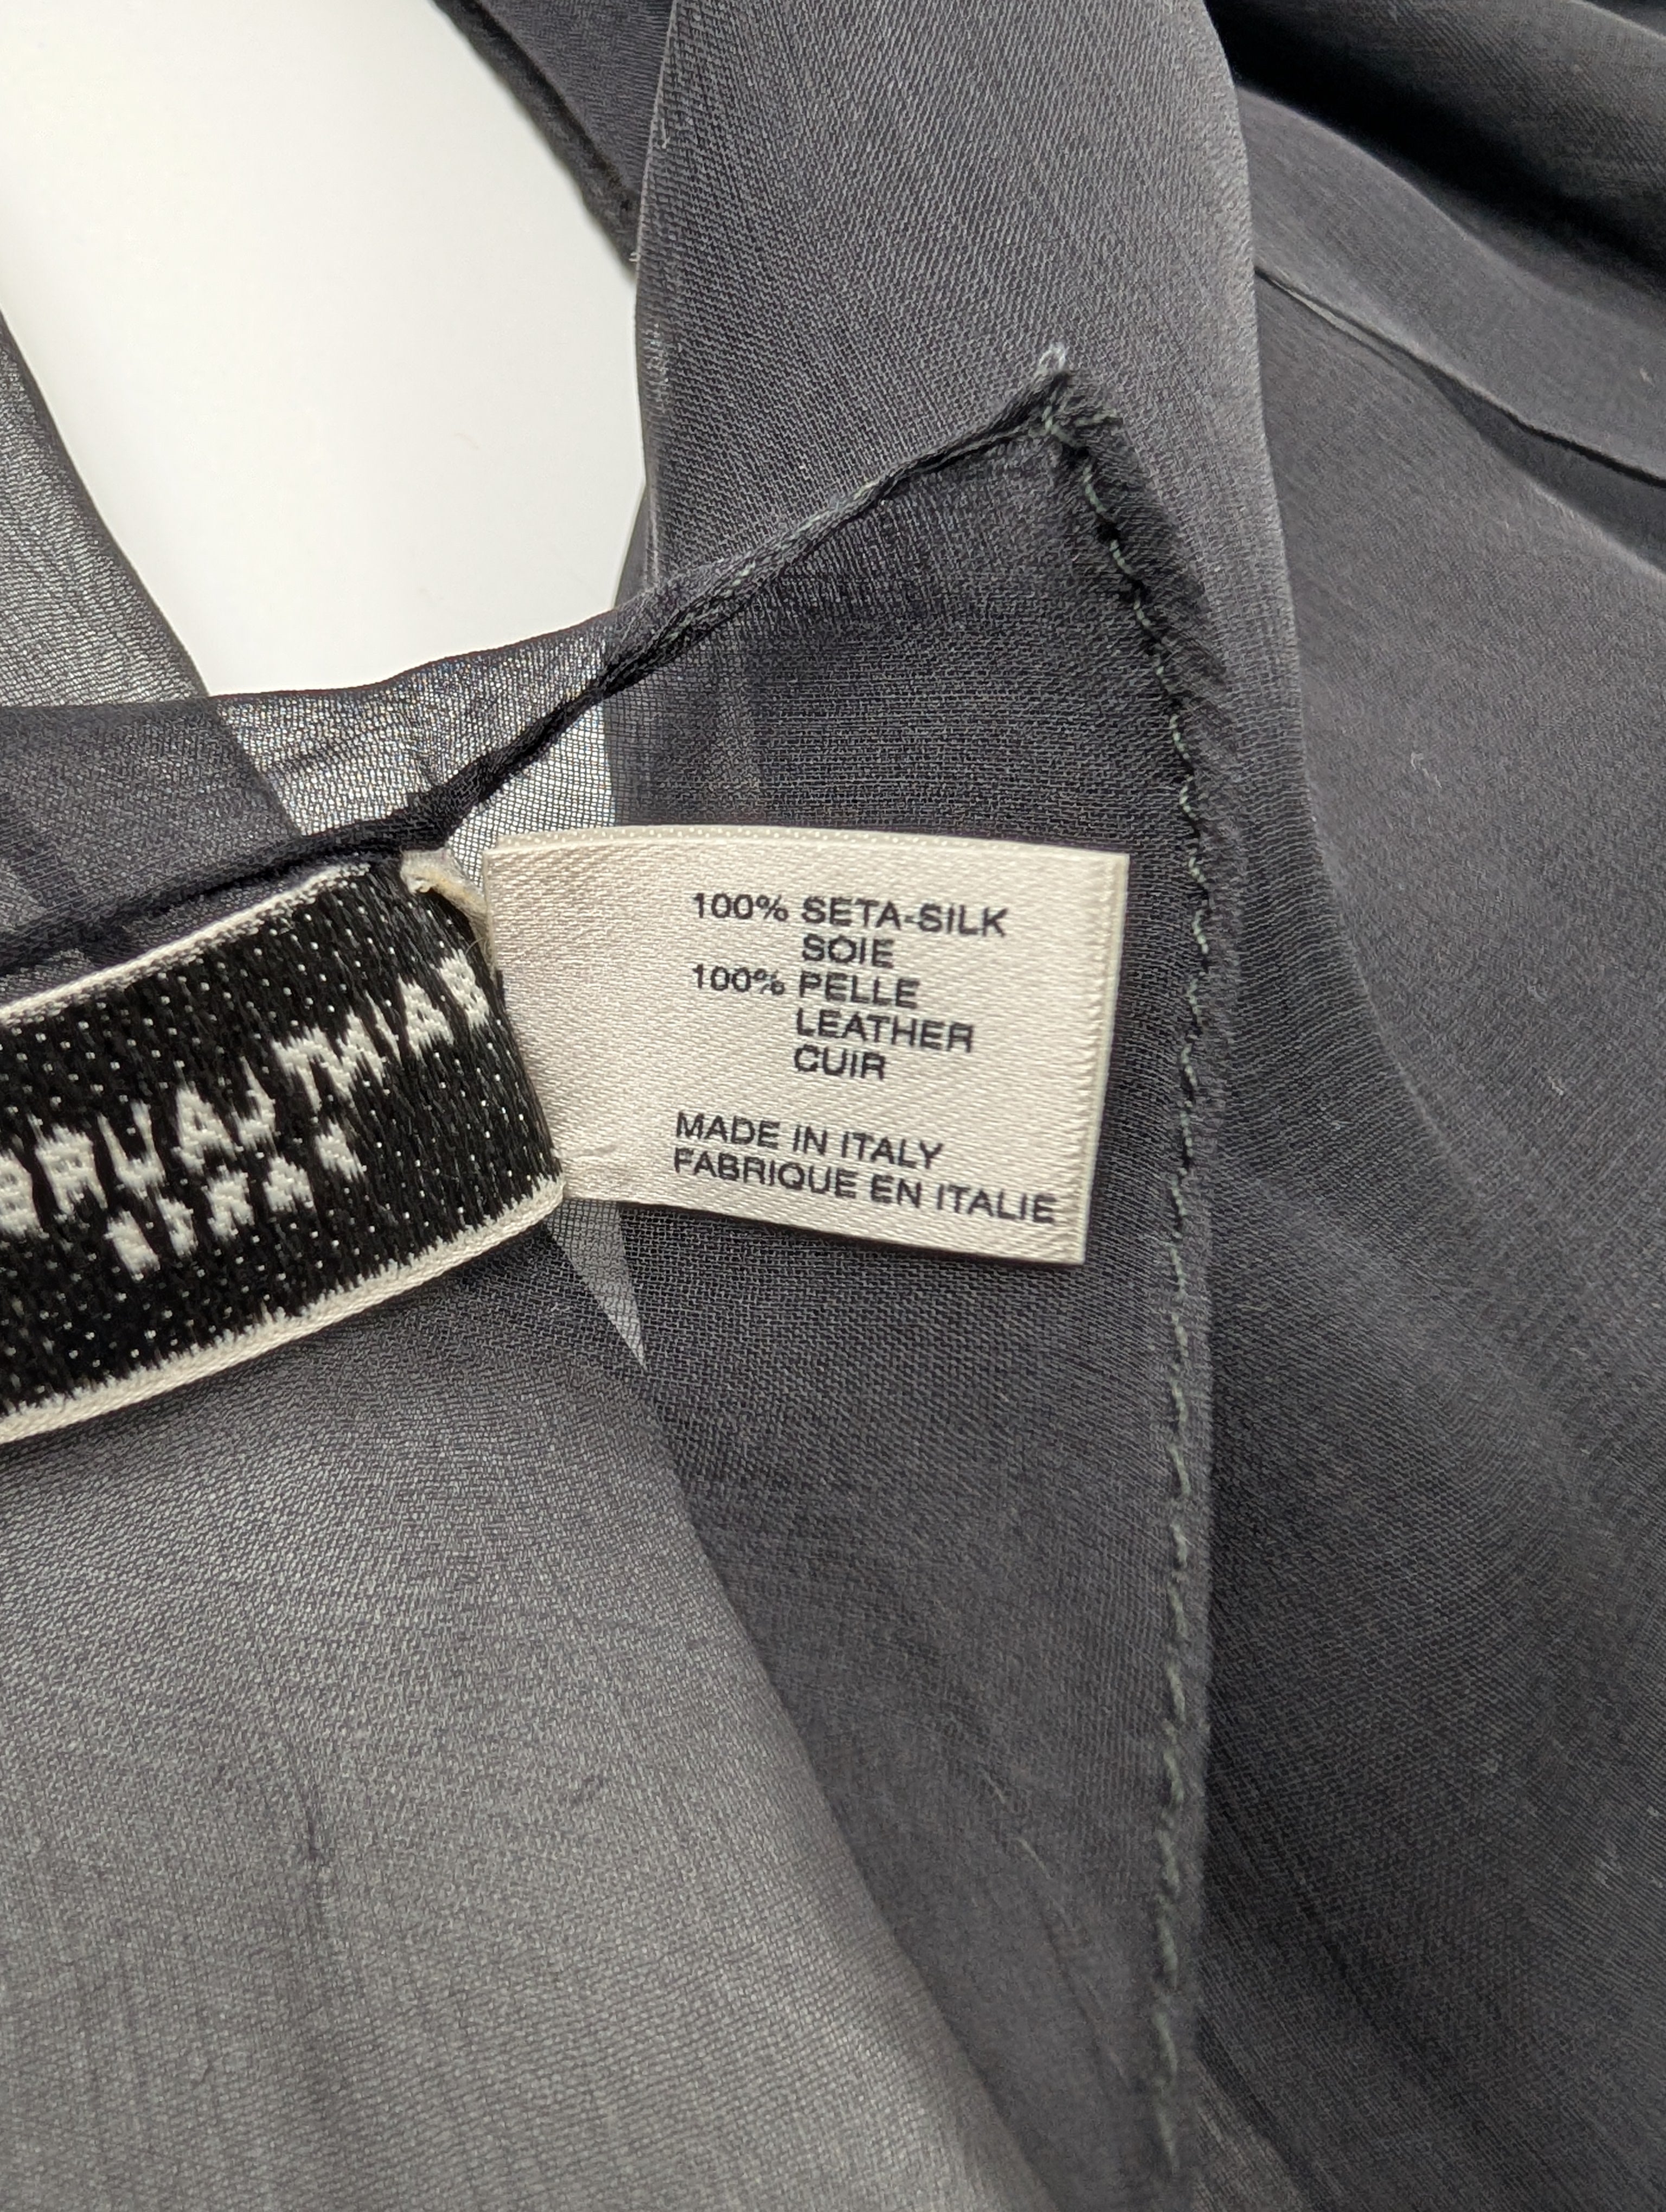 100% SETA-SILK
SOIE
100% PELLE
LEATHER
CUIR
MADE IN ITALY
FABRIQUE EN ITALIE